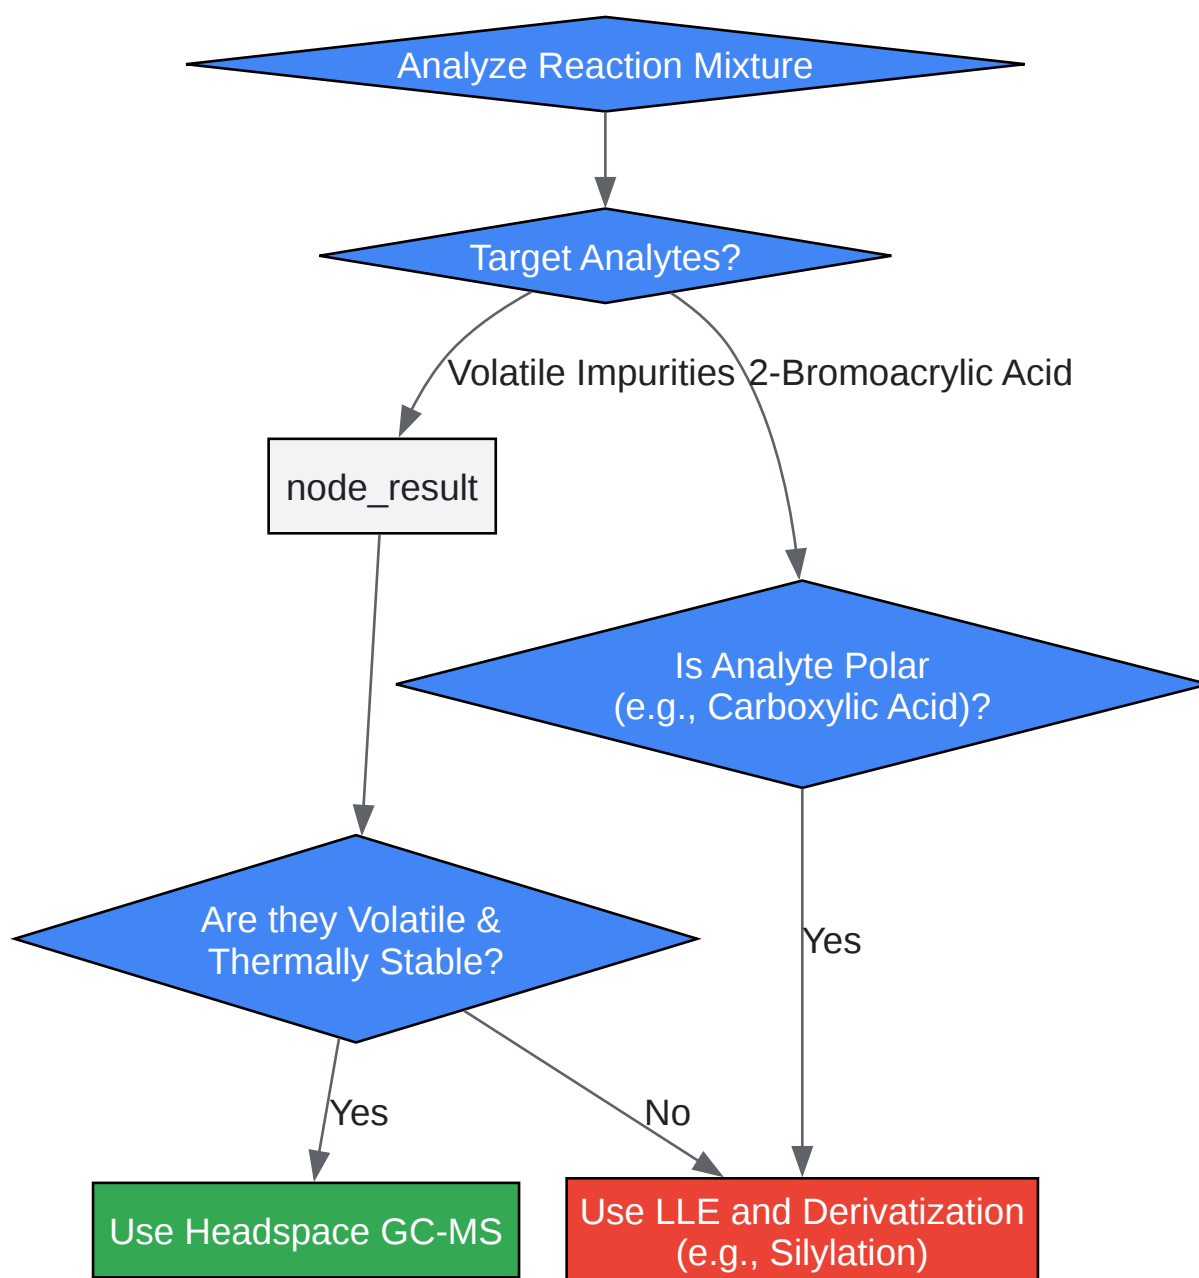 Analyze Reaction Mixture
Target Analytes?
Volatile Impurities
2-Bromoacrylic Acid
node_result
Is Analyte Polar
(e.g., Carboxylic Acid)?
Are they Volatile &
Thermally Stable?
Yes
Yes
No
Use Headspace GC-MS
Use LLE and Derivatization
(e.g., Silylation)